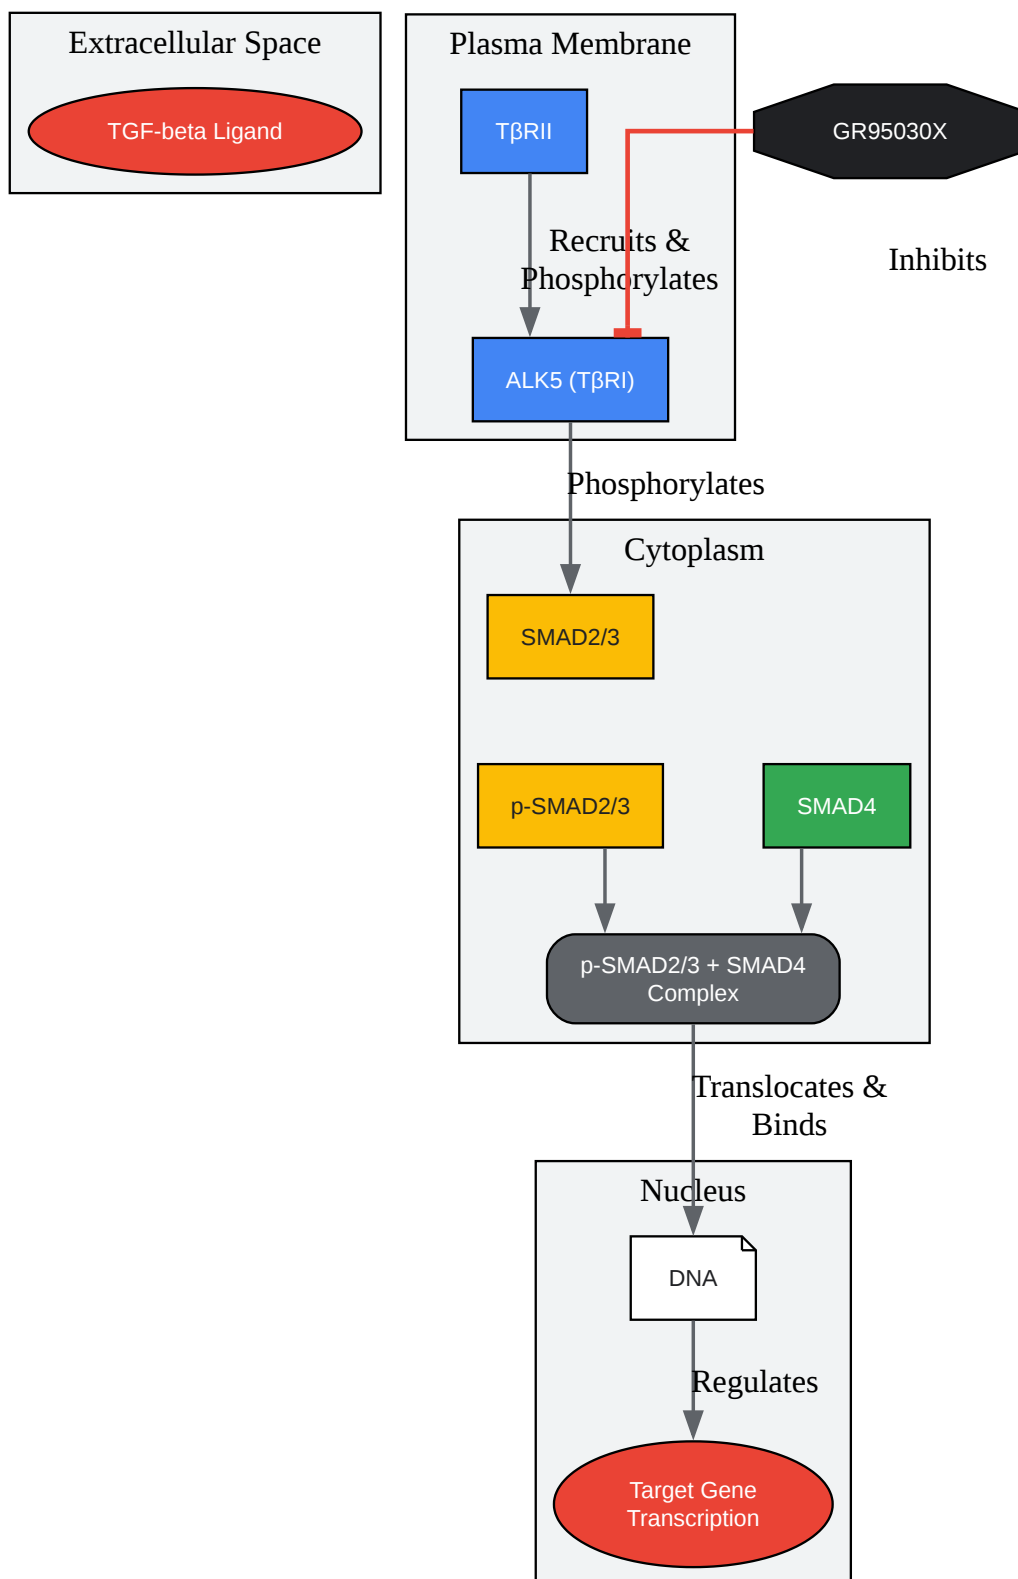 Extracellular Space
TGF-beta Ligand
Plasma Membrane
TβRII
GR95030X
Recruits &
Phosphorylates
Inhibits
ALK5 (TβRI)
Phosphorylates
Cytoplasm
SMAD2/3
p-SMAD2/3
SMAD4
p-SMAD2/3 + SMAD4
Complex
Translocates &
Binds
Nucleus
DNA
Regulates
Target Gene
Transcription